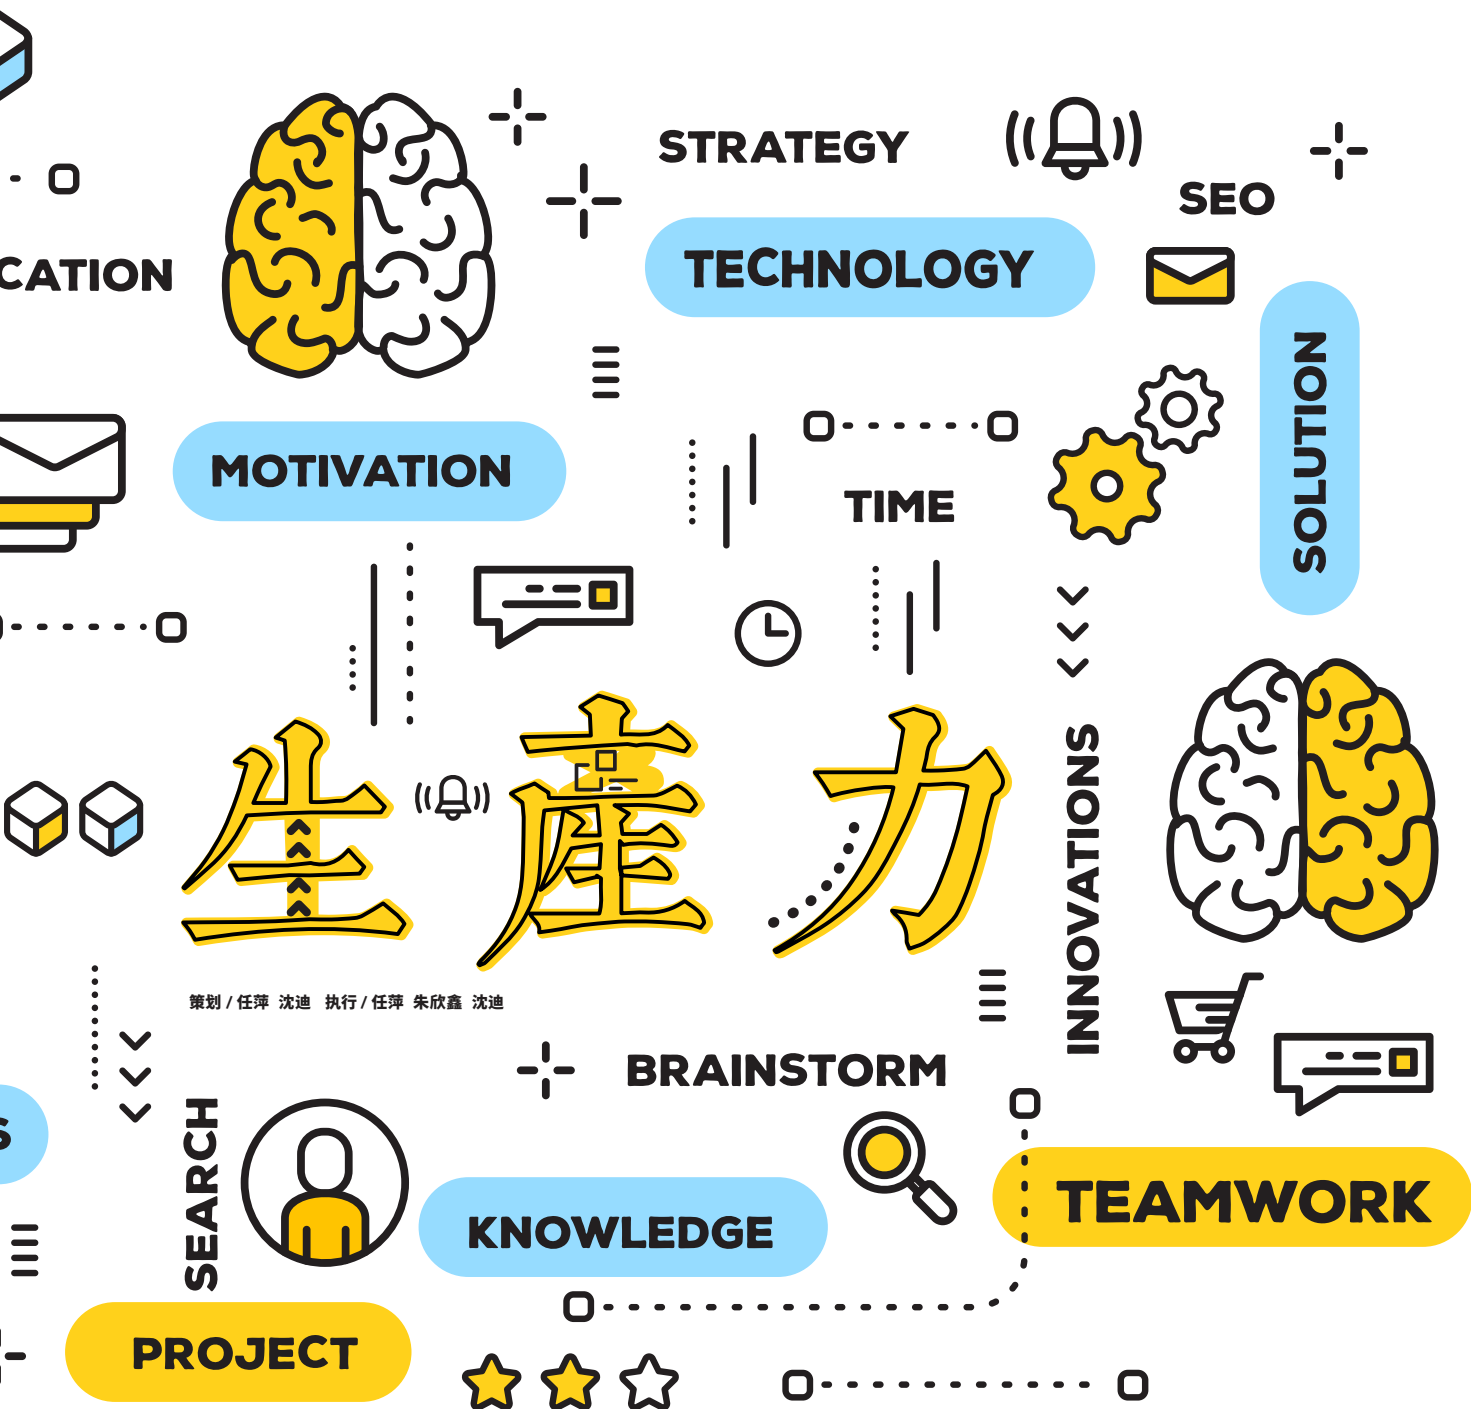 STRATEGY
SEO
TECHNOLOGY
CATION
SOLUTION
MOTIVATION
TIME
生產力
INNOVATIONS
策划 / 任萍 沈迪 执行 / 任萍 朱欣鑫 沈迪
BRAINSTORM
S
SEARCH
TEAMWORK
KNOWLEDGE
PROJECT